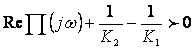 Re∏(jω) + 1/K₂ − 1/K₁ ≻ 0